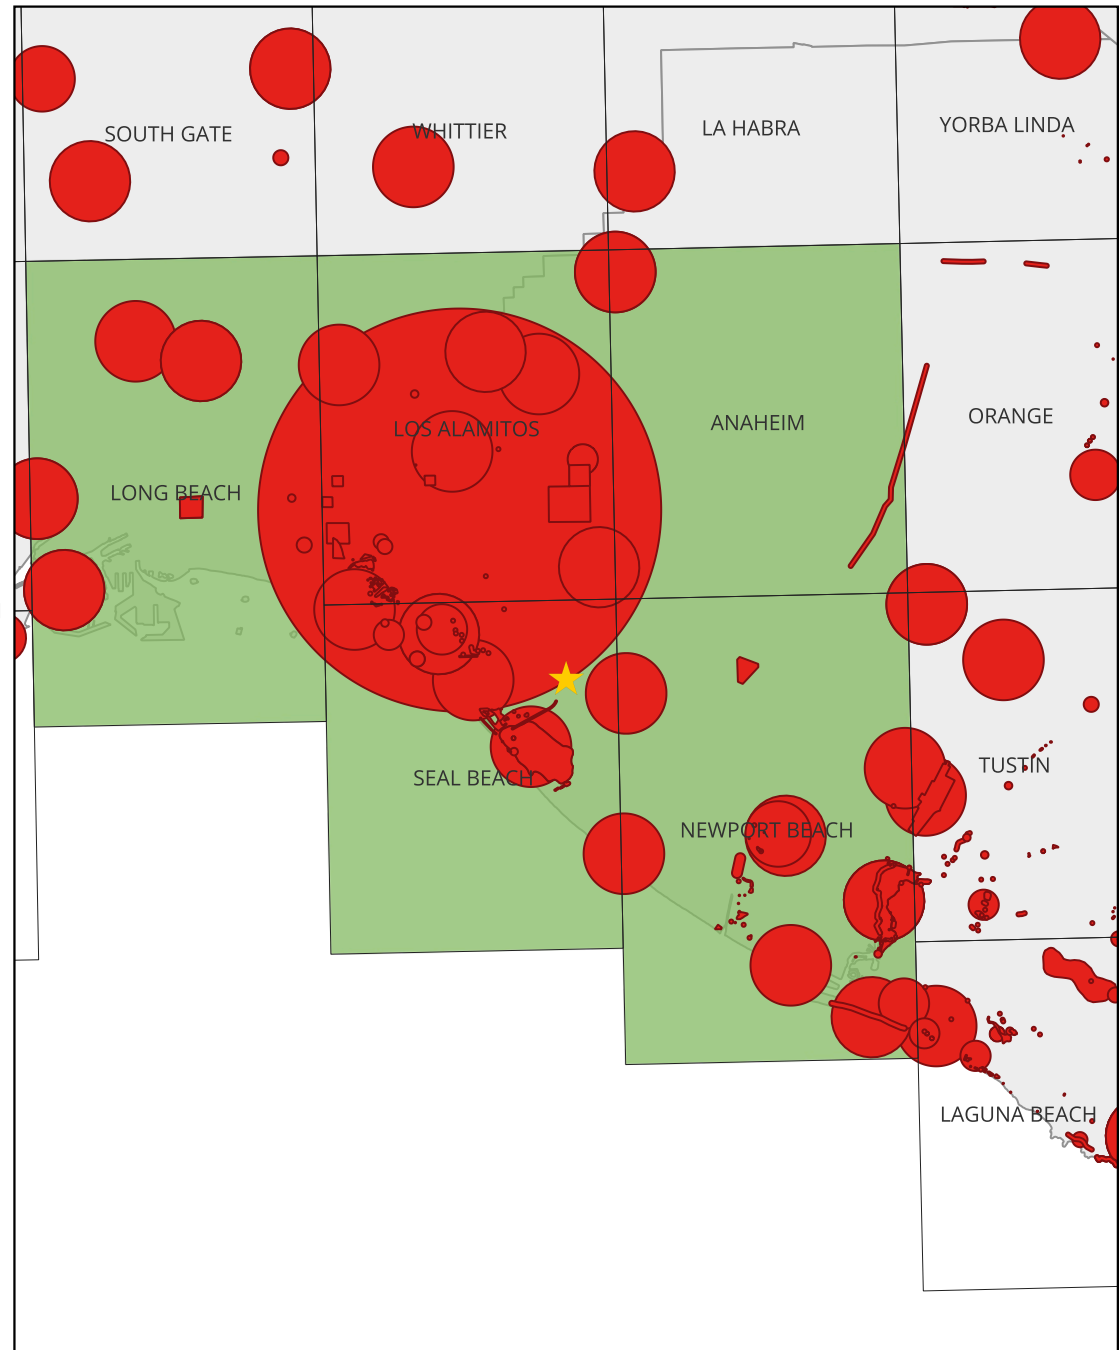 SOUTH GATE
WHITTIER
LA HABRA
YORBA LINDA
LONG BEACH
LOS ALAMITOS
ANAHEIM
ORANGE
SEAL BEACH
NEWPORT BEACH
TUSTIN
LAGUNA BEACH